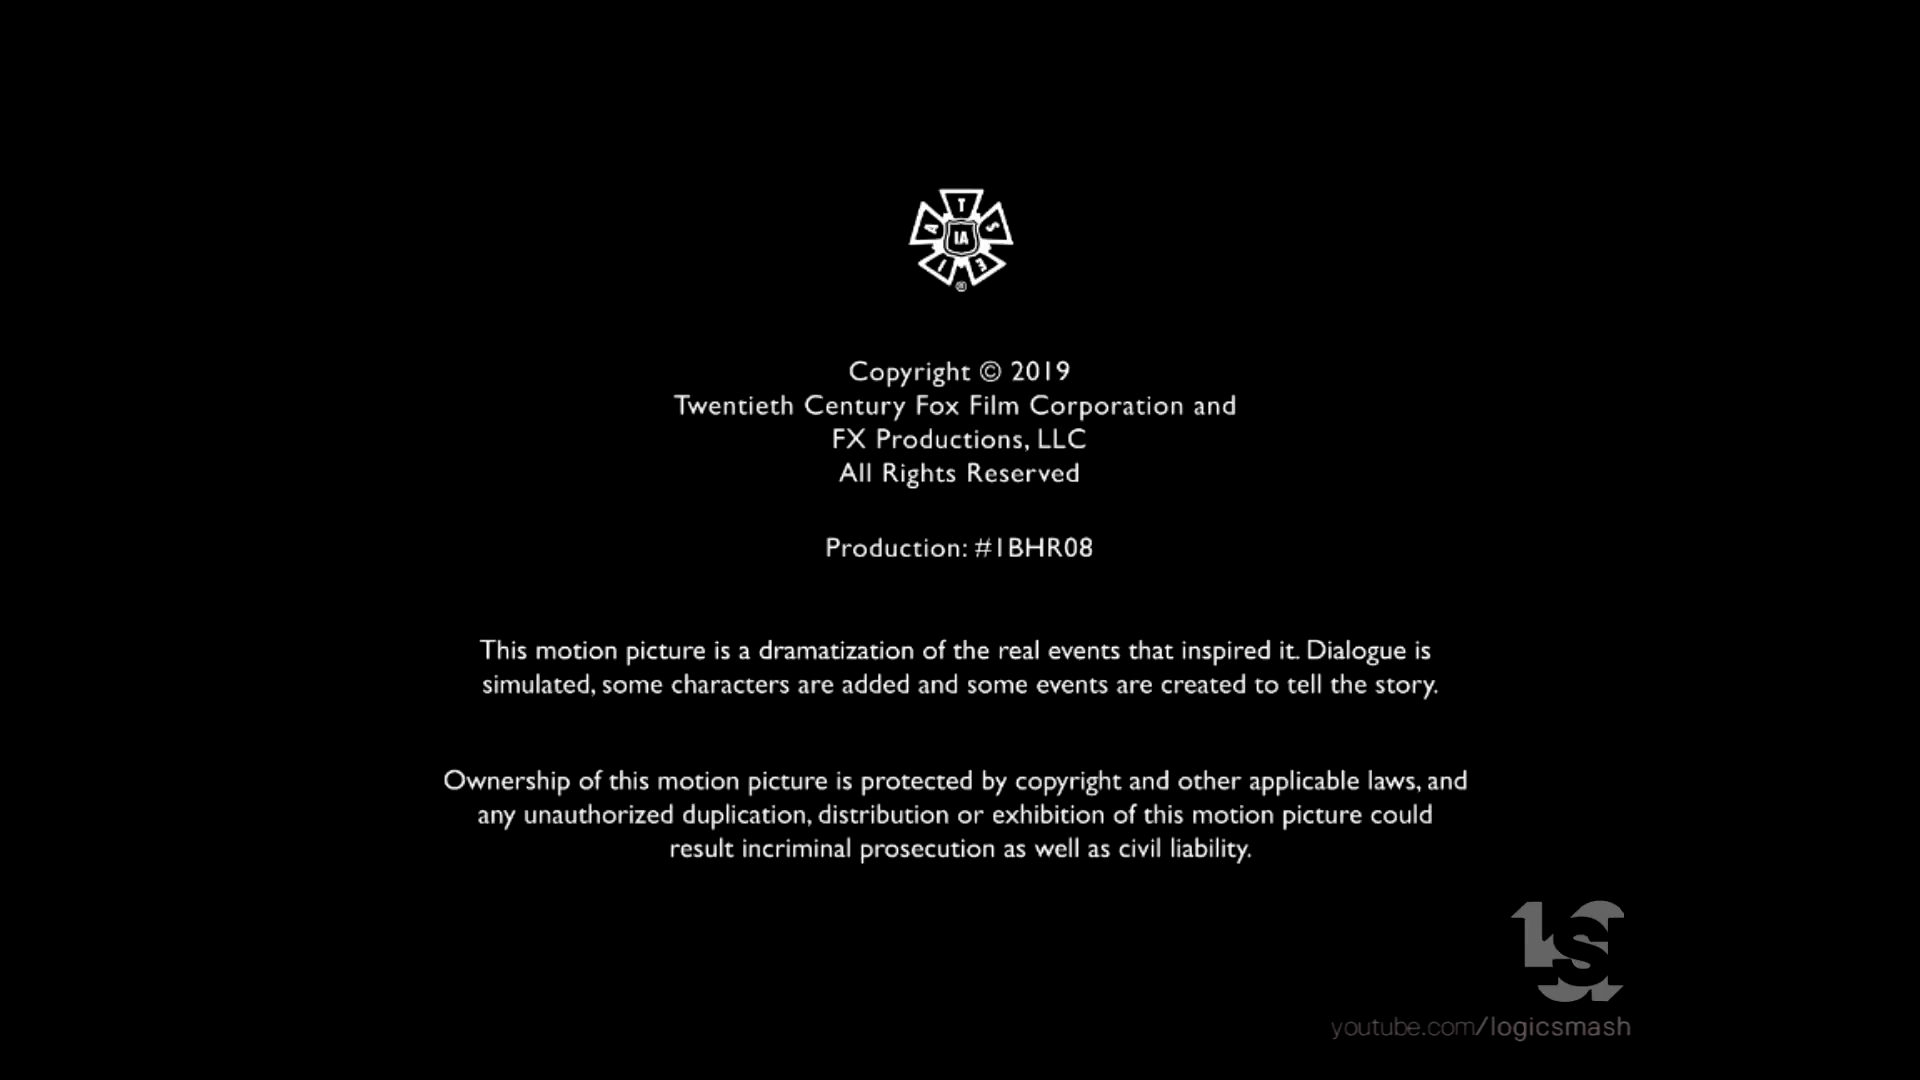 I A T S E
IA
®
Copyright © 2019
Twentieth Century Fox Film Corporation and
FX Productions, LLC
All Rights Reserved
Production: #1BHR08
This motion picture is a dramatization of the real events that inspired it. Dialogue is
simulated, some characters are added and some events are created to tell the story.
Ownership of this motion picture is protected by copyright and other applicable laws, and
any unauthorized duplication, distribution or exhibition of this motion picture could
result incriminal prosecution as well as civil liability.
LS
youtube.com/logicsmash